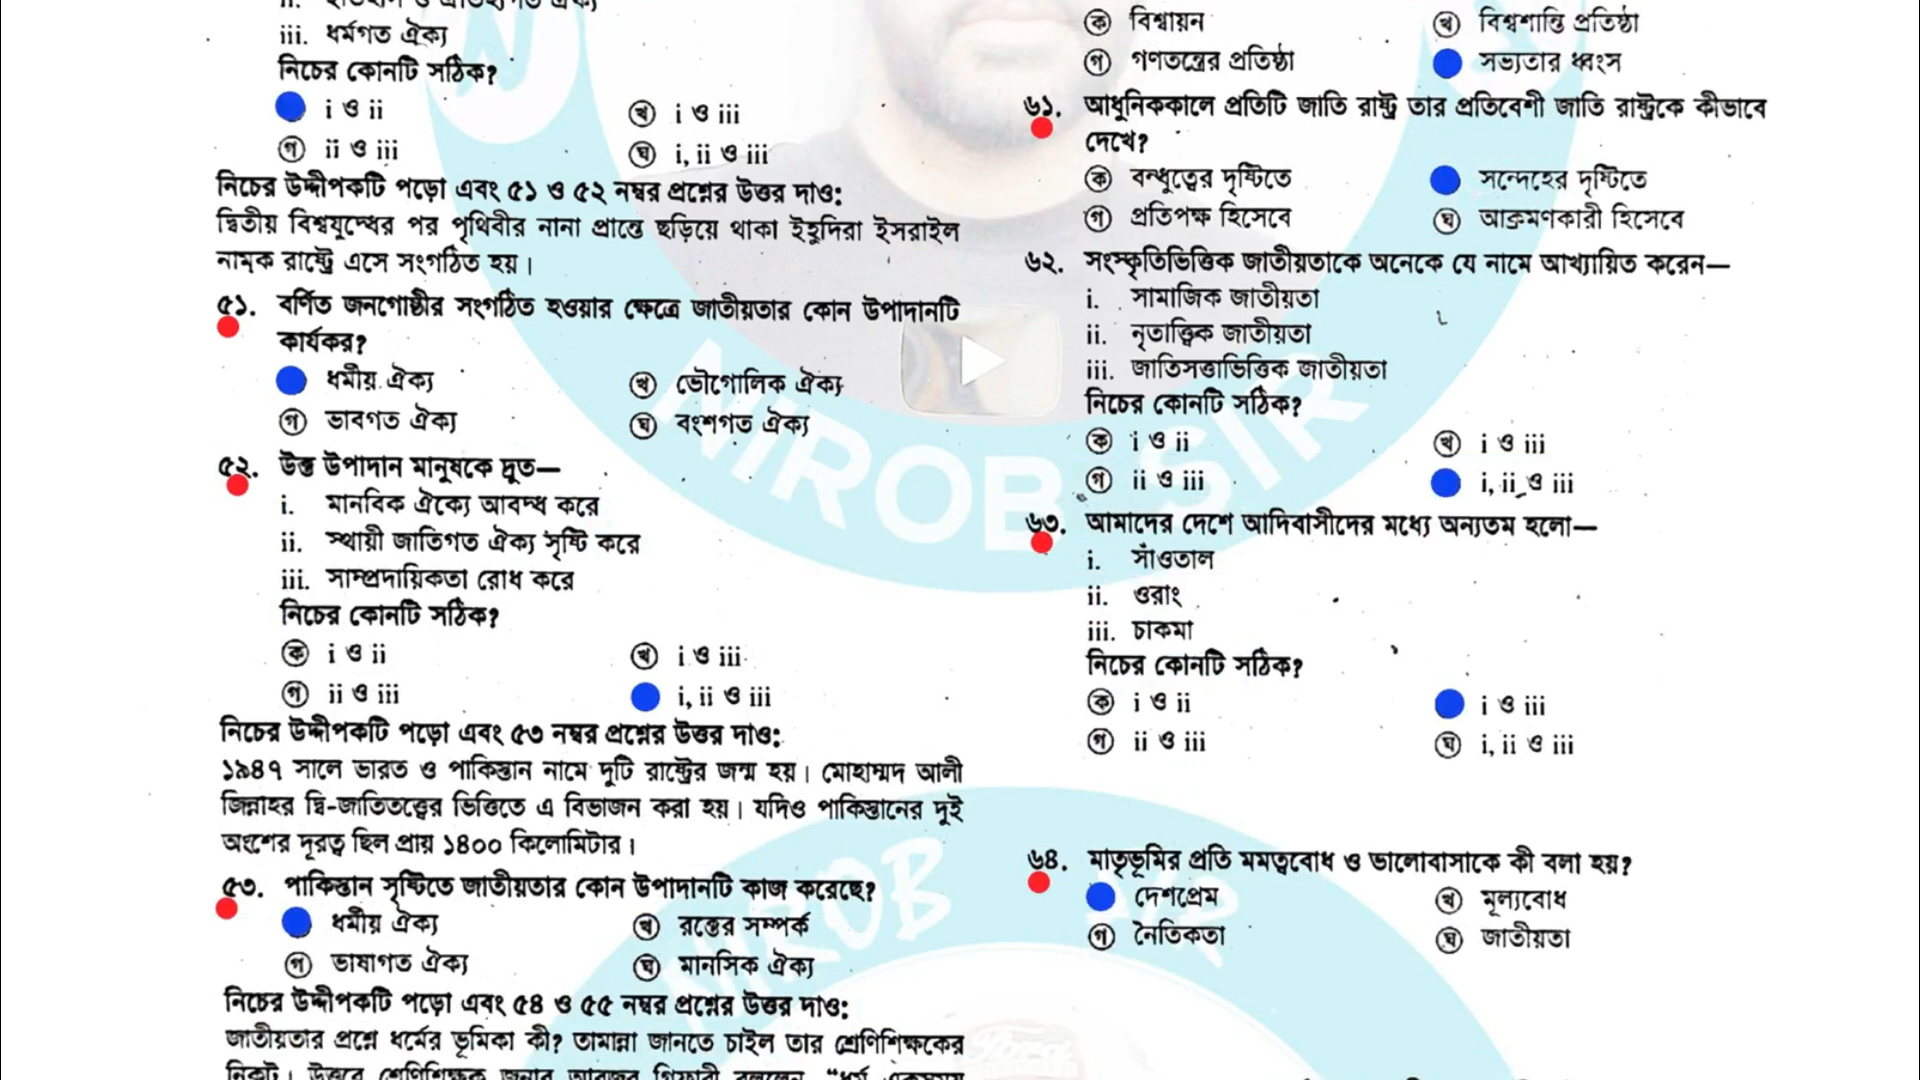 iii. ধর্মগত ঐক্য
নিচের কোনটি সঠিক?
i ও ii
খ i ও iii
গ ii ও iii
ঘ i, ii ও iii
নিচের উদ্দীপকটি পড়ো এবং ৫১ ও ৫২ নম্বর প্রশ্নের উত্তর দাও:
দ্বিতীয় বিশ্বযুদ্ধের পর পৃথিবীর নানা প্রান্তে ছড়িয়ে থাকা ইহুদিরা ইসরাইল
নামক রাষ্ট্রে এসে সংগঠিত হয়।
৫১. বর্ণিত জনগোষ্ঠীর সংগঠিত হওয়ার ক্ষেত্রে জাতীয়তার কোন উপাদানটি
কার্যকর?
ধর্মীয় ঐক্য
খ ভৌগোলিক ঐক্য
গ ভাবগত ঐক্য
ঘ বংশগত ঐক্য
৫২. উক্ত উপাদান মানুষকে দ্রুত—
i. মানবিক ঐক্যে আবদ্ধ করে
ii. স্থায়ী জাতিগত ঐক্য সৃষ্টি করে
iii. সাম্প্রদায়িকতা রোধ করে
নিচের কোনটি সঠিক?
ক i ও ii
খ i ও iii
গ ii ও iii
i, ii ও iii
নিচের উদ্দীপকটি পড়ো এবং ৫৩ নম্বর প্রশ্নের উত্তর দাও:
১৯৪৭ সালে ভারত ও পাকিস্তান নামে দুটি রাষ্ট্রের জন্ম হয়। মোহাম্মদ আলী
জিন্নাহর দ্বি-জাতিতত্ত্বের ভিত্তিতে এ বিভাজন করা হয়। যদিও পাকিস্তানের দুই
অংশের দূরত্ব ছিল প্রায় ১৪০০ কিলোমিটার।
৫৩. পাকিস্তান সৃষ্টিতে জাতীয়তার কোন উপাদানটি কাজ করেছে?
ধর্মীয় ঐক্য
খ রক্তের সম্পর্ক
গ ভাষাগত ঐক্য
ঘ মানসিক ঐক্য
নিচের উদ্দীপকটি পড়ো এবং ৫৪ ও ৫৫ নম্বর প্রশ্নের উত্তর দাও:
জাতীয়তার প্রশ্নে ধর্মের ভূমিকা কী? তামান্না জানতে চাইল তার শ্রেণিশিক্ষকের
ক বিশ্বায়ন
খ বিশ্বশান্তি প্রতিষ্ঠা
গ গণতন্ত্রের প্রতিষ্ঠা
সভ্যতার ধ্বংস
৬১. আধুনিককালে প্রতিটি জাতি রাষ্ট্র তার প্রতিবেশী জাতি রাষ্ট্রকে কীভাবে
দেখে?
ক বন্ধুত্বের দৃষ্টিতে
সন্দেহের দৃষ্টিতে
গ প্রতিপক্ষ হিসেবে
ঘ আক্রমণকারী হিসেবে
৬২. সংস্কৃতিভিত্তিক জাতীয়তাকে অনেকে যে নামে আখ্যায়িত করেন—
i. সামাজিক জাতীয়তা
ii. নৃতাত্ত্বিক জাতীয়তা
iii. জাতিসত্তাভিত্তিক জাতীয়তা
নিচের কোনটি সঠিক?
ক i ও ii
খ i ও iii
গ ii ও iii
i, ii ও iii
৬৩. আমাদের দেশে আদিবাসীদের মধ্যে অন্যতম হলো—
i. সাঁওতাল
ii. ওরাং
iii. চাকমা
নিচের কোনটি সঠিক?
ক i ও ii
i ও iii
গ ii ও iii
ঘ i, ii ও iii
৬৪. মাতৃভূমির প্রতি মমত্ববোধ ও ভালোবাসাকে কী বলা হয়?
দেশপ্রেম
খ মূল্যবোধ
গ নৈতিকতা
ঘ জাতীয়তা
NIROB SIR
NIROB SIR